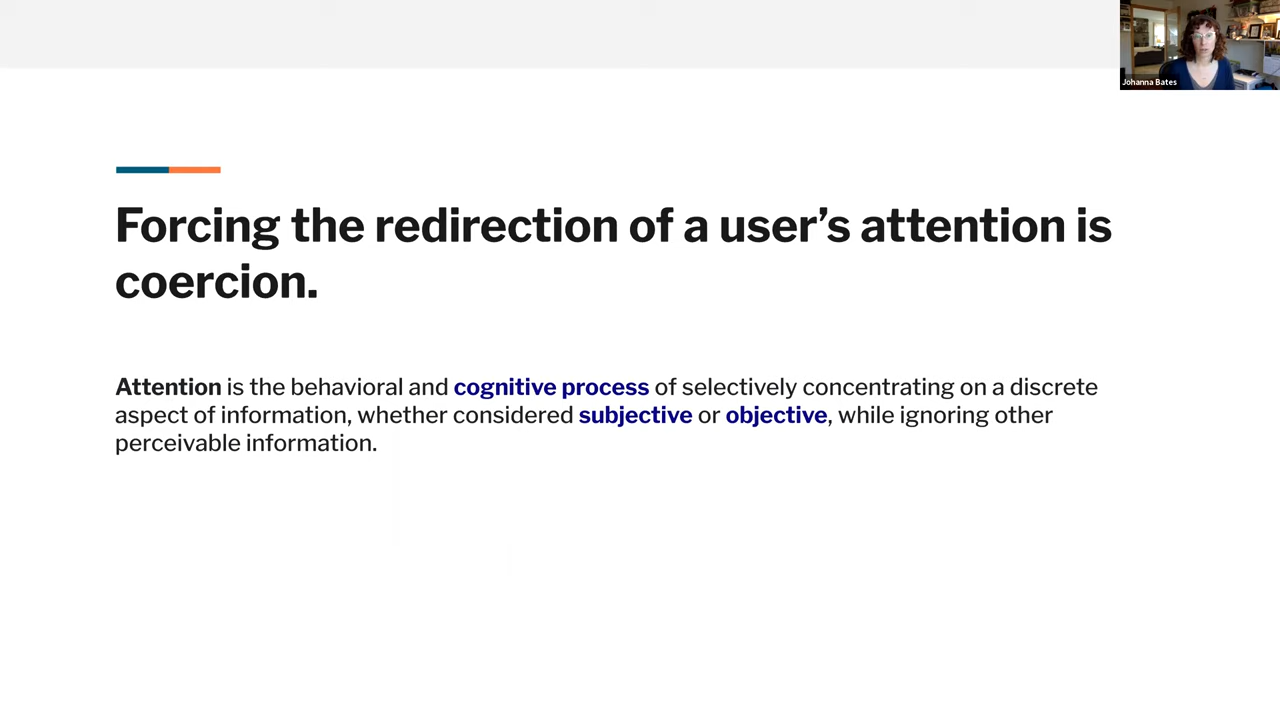 Johanna Bates
Forcing the redirection of a user’s attention is
coercion.
Attention is the behavioral and cognitive process of selectively concentrating on a discrete
aspect of information, whether considered subjective or objective, while ignoring other
perceivable information.